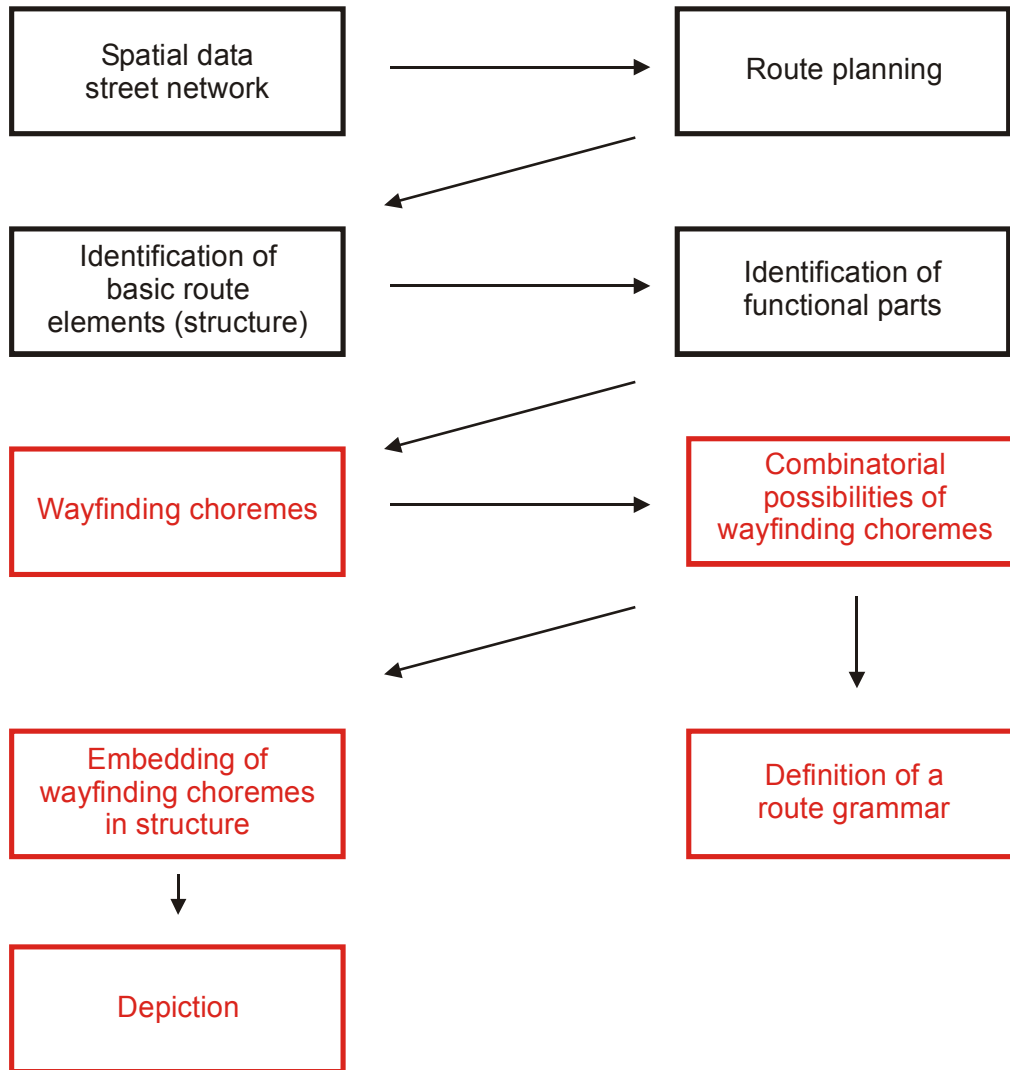 Spatial data
street network
Route planning
Identification of
basic route
elements (structure)
Identification of
functional parts
Wayfinding choremes
Combinatorial
possibilities of
wayfinding choremes
Embedding of
wayfinding choremes
in structure
Definition of a
route grammar
Depiction